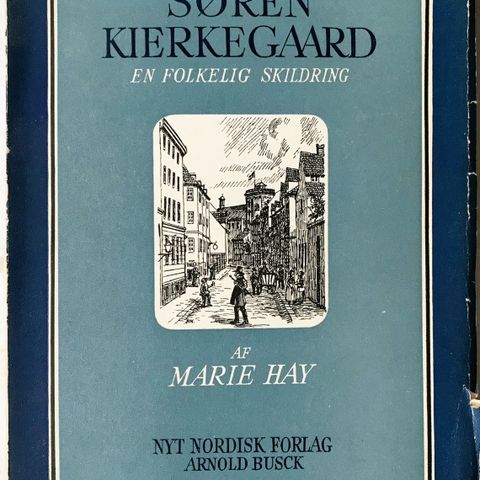 SØREN
KIERKEGAARD
EN FOLKELIG SKILDRING
AF
MARIE HAY
NYT NORDISK FORLAG
ARNOLD BUSCK